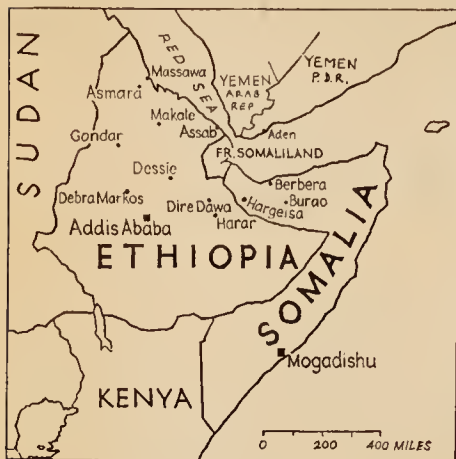 SUDAN
RED SEA
YEMEN
ARAB
REP
YEMEN
P.D.R.
Massawa
Asmara
Makale
Assab
Aden
Gondar
FR. SOMALILAND
Dessie
Berbera
Debra Markos
Dire Dawa
Hargeisa
Burao
Addis Ababa
Harar
ETHIOPIA
SOMALIA
Mogadishu
KENYA
0 200 400 MILES